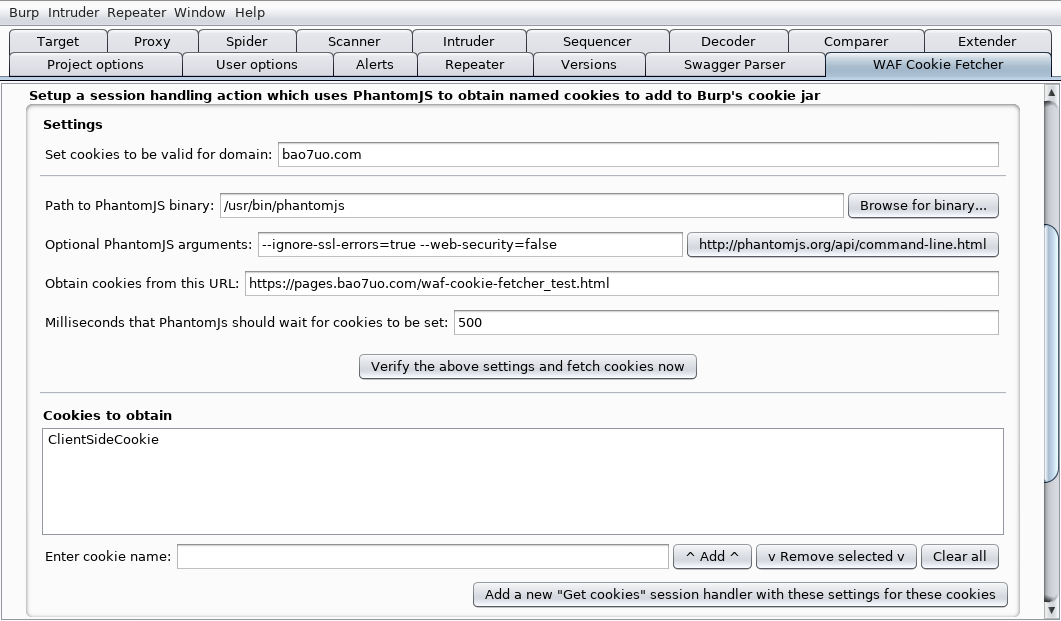 Burp Intruder Repeater Window Help
Target Proxy Spider Scanner Intruder Sequencer Decoder Comparer Extender
Project options User options Alerts Repeater Versions Swagger Parser WAF Cookie Fetcher
Setup a session handling action which uses PhantomJS to obtain named cookies to add to Burp's cookie jar
Settings
Set cookies to be valid for domain: bao7uo.com
Path to PhantomJS binary: /usr/bin/phantomjs Browse for binary...
Optional PhantomJS arguments: --ignore-ssl-errors=true --web-security=false http://phantomjs.org/api/command-line.html
Obtain cookies from this URL: https://pages.bao7uo.com/waf-cookie-fetcher_test.html
Milliseconds that PhantomJs should wait for cookies to be set: 500
Verify the above settings and fetch cookies now
Cookies to obtain
ClientSideCookie
Enter cookie name: ^ Add ^ v Remove selected v Clear all
Add a new "Get cookies" session handler with these settings for these cookies